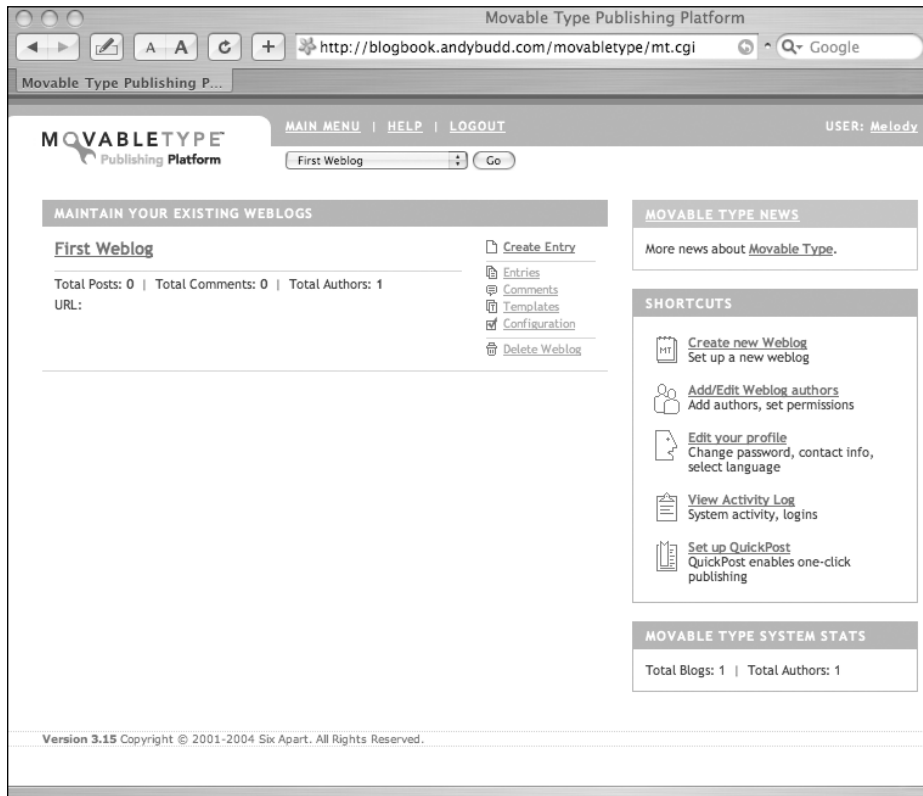 Movable Type Publishing Platform
A A
http://blogbook.andybudd.com/movabletype/mt.cgi
Google
Movable Type Publishing P...
MOVABLETYPE
Publishing Platform
MAIN MENU | HELP | LOGOUT
USER: Melody
First Weblog
Go
MAINTAIN YOUR EXISTING WEBLOGS
First Weblog
Total Posts: 0 | Total Comments: 0 | Total Authors: 1
URL:
Create Entry
Entries
Comments
Templates
Configuration
Delete Weblog
MOVABLE TYPE NEWS
More news about Movable Type.
SHORTCUTS
MT
Create new Weblog
Set up a new weblog
Add/Edit Weblog authors
Add authors, set permissions
Edit your profile
Change password, contact info,
select language
View Activity Log
System activity, logins
Set up QuickPost
QuickPost enables one-click
publishing
MOVABLE TYPE SYSTEM STATS
Total Blogs: 1 | Total Authors: 1
Version 3.15 Copyright © 2001-2004 Six Apart. All Rights Reserved.